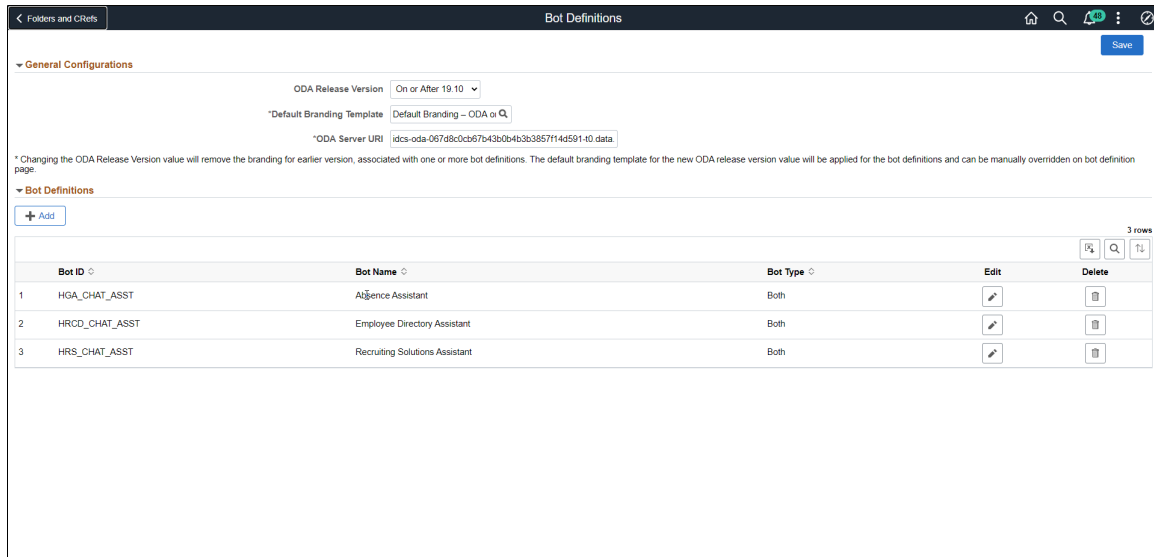 Folders and CRefs
Bot Definitions
48
Save
General Configurations
ODA Release Version On or After 19.10
*Default Branding Template Default Branding – ODA o
*ODA Server URI idcs-oda-067d8c0cb67b43b0b4b3b3857f14d591-t0.data.
* Changing the ODA Release Version value will remove the branding for earlier version, associated with one or more bot definitions. The default branding template for the new ODA release version value will be applied for the bot definitions and can be manually overridden on bot definition
page.
Bot Definitions
Add
3 rows
Bot ID Bot Name Bot Type Edit Delete
1 HGA_CHAT_ASST Absence Assistant Both
2 HRCD_CHAT_ASST Employee Directory Assistant Both
3 HRS_CHAT_ASST Recruiting Solutions Assistant Both